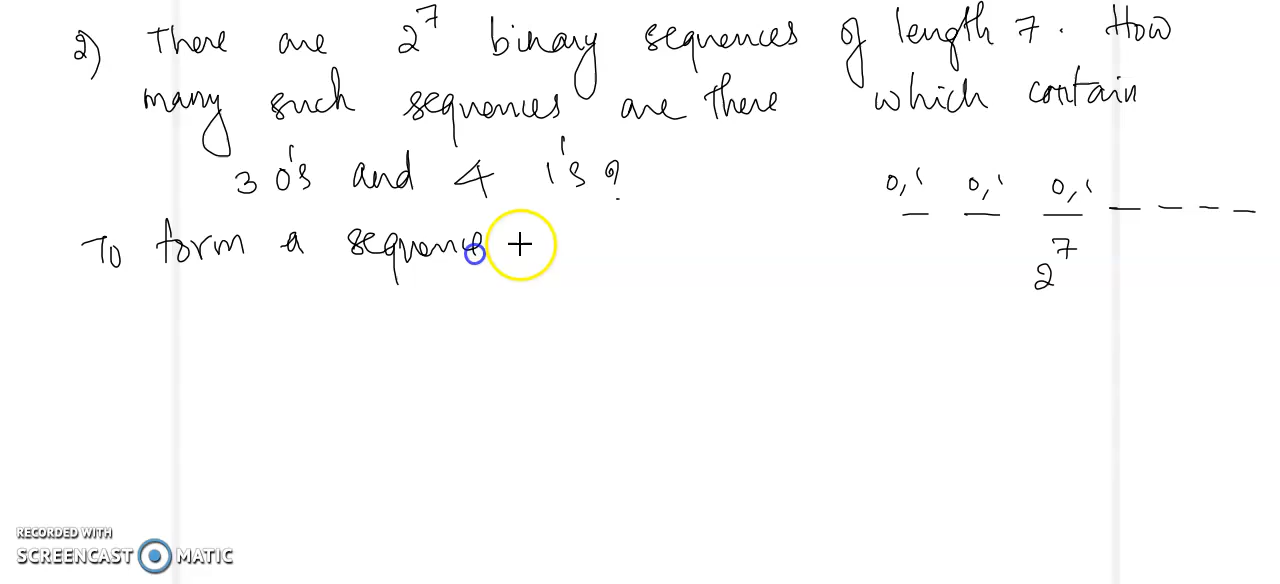 2) There are 2^7 binary sequences of length 7. How
many such sequences are there which contain
3 0's and 4 1's?
0,1 0,1 0,1
To form a sequence
7
2^7
RECORDED WITH
SCREENCAST MATIC